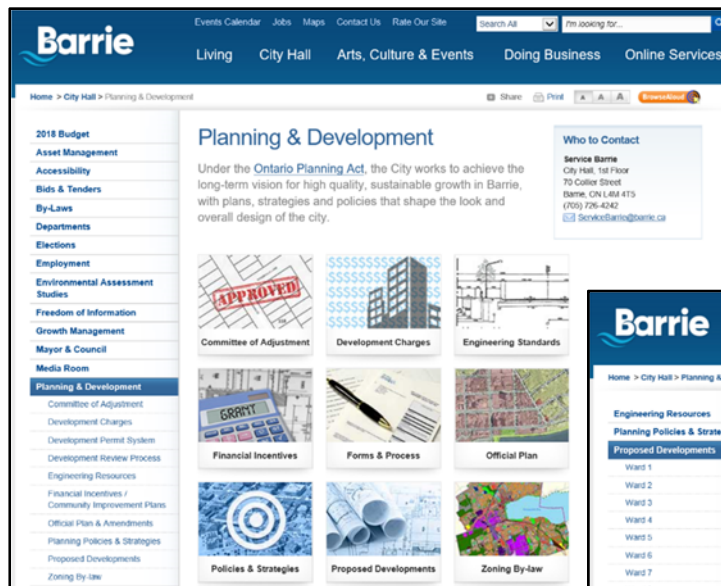 Events Calendar Jobs Maps Contact Us Rate Our Site Search All I'm looking for...
Barrie
Living City Hall Arts, Culture & Events Doing Business Online Services
Home > City Hall > Planning & Development Share Print A A A BrowseAloud
2018 Budget
Asset Management
Accessibility
Bids & Tenders
By-Laws
Departments
Elections
Employment
Environmental Assessment
Studies
Freedom of Information
Growth Management
Mayor & Council
Media Room
Planning & Development
Committee of Adjustment
Development Charges
Development Permit System
Development Review Process
Engineering Resources
Financial Incentives /
Community Improvement Plans
Official Plan & Amendments
Planning Policies & Strategies
Proposed Developments
Zoning By-law
Planning & Development
Under the Ontario Planning Act, the City works to achieve the
long-term vision for high quality, sustainable growth in Barrie,
with plans, strategies and policies that shape the look and
overall design of the city.
Who to Contact
Service Barrie
City Hall, 1st Floor
70 Collier Street
Barrie, ON L4M 4T5
(705) 726-4242
ServiceBarrie@barrie.ca
APPROVED
Committee of Adjustment
Development Charges
Engineering Standards
GRANT
Financial Incentives
Forms & Process
Official Plan
Policies & Strategies
Proposed Developments
Zoning By-law
Barrie
Home > City Hall > Planning &
Engineering Resources
Planning Policies & Strate
Proposed Developments
Ward 1
Ward 2
Ward 3
Ward 4
Ward 5
Ward 6
Ward 7